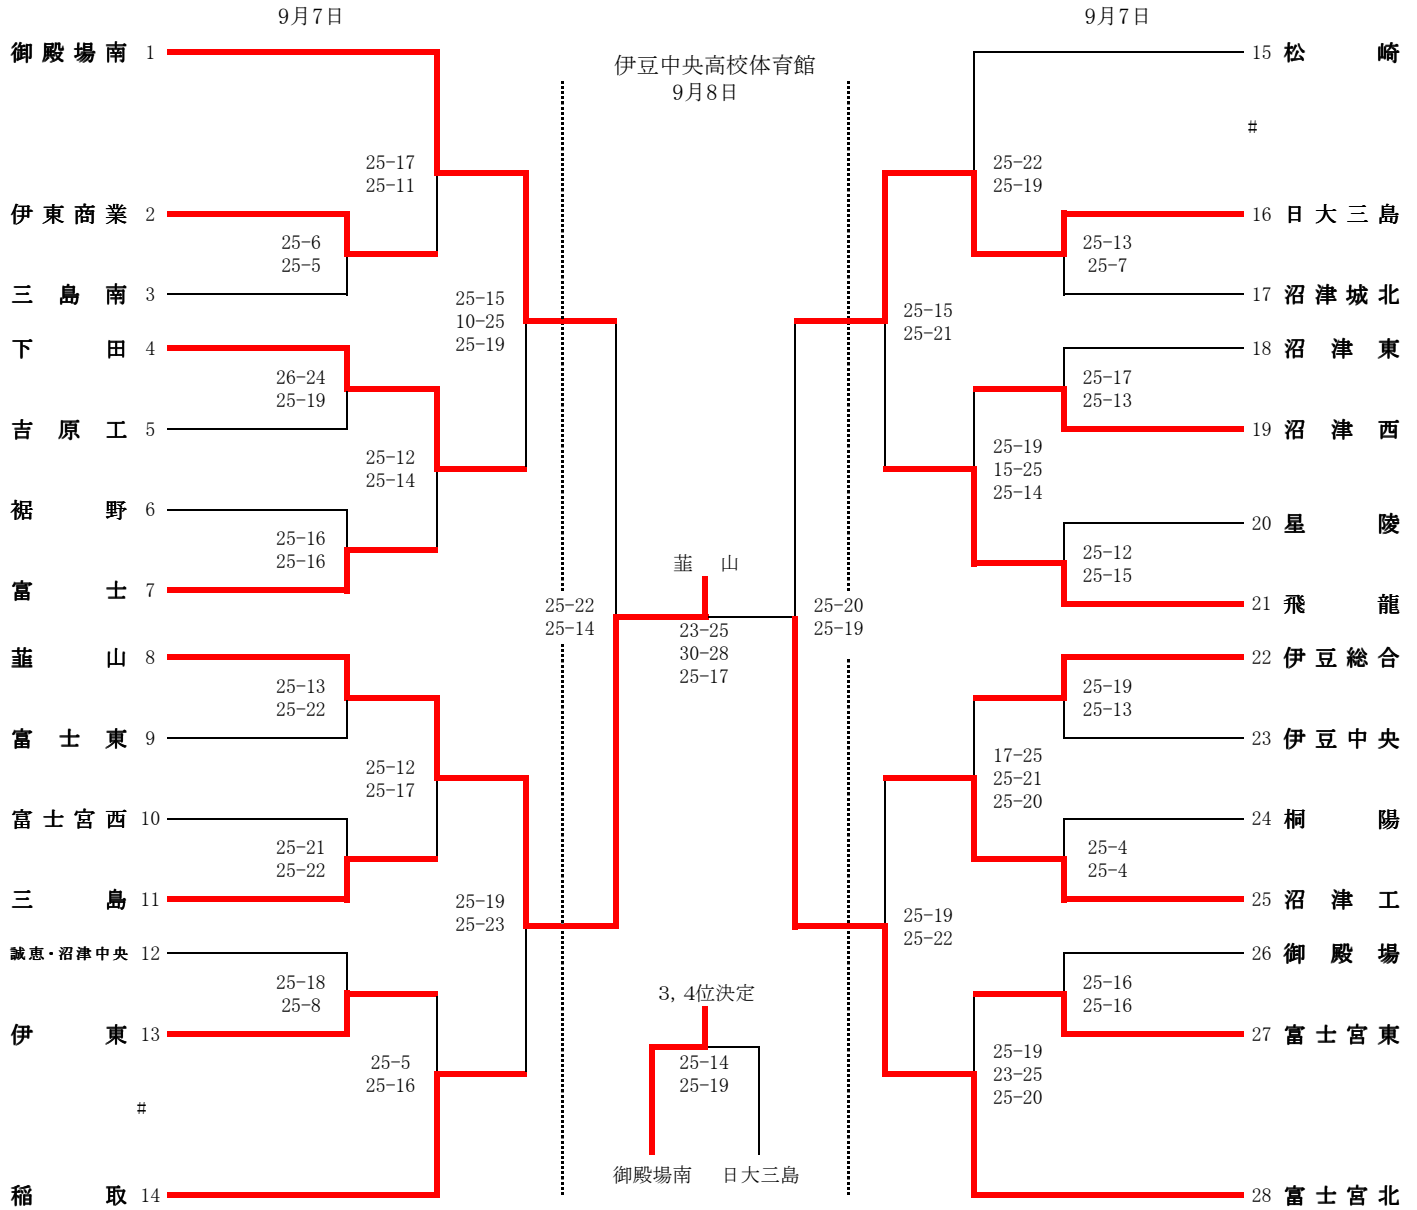 9月7日
9月7日
伊豆中央高校体育館
9月8日
御殿場南 1
伊東商業 2
三島南 3
下田 4
吉原工 5
裾野 6
富士 7
韮山 8
富士東 9
富士宮西 10
三島 11
誠恵・沼津中央 12
伊東 13
#
稲取 14
25-17
25-11
25-6
25-5
25-15
10-25
25-19
26-24
25-19
25-12
25-14
25-16
25-16
25-22
25-14
25-13
25-22
25-12
25-17
25-21
25-22
25-19
25-23
25-18
25-8
25-5
25-16
韮山
23-25
30-28
25-17
3,4位決定
25-14
25-19
御殿場南 日大三島
25-22
25-19
25-13
25-7
25-15
25-21
25-17
25-13
25-19
15-25
25-14
25-12
25-15
25-20
25-19
25-19
25-13
17-25
25-21
25-20
25-4
25-4
25-19
25-22
25-16
25-16
25-19
23-25
25-20
15 松崎
#
16 日大三島
17 沼津城北
18 沼津東
19 沼津西
20 星陵
21 飛龍
22 伊豆総合
23 伊豆中央
24 桐陽
25 沼津工
26 御殿場
27 富士宮東
28 富士宮北